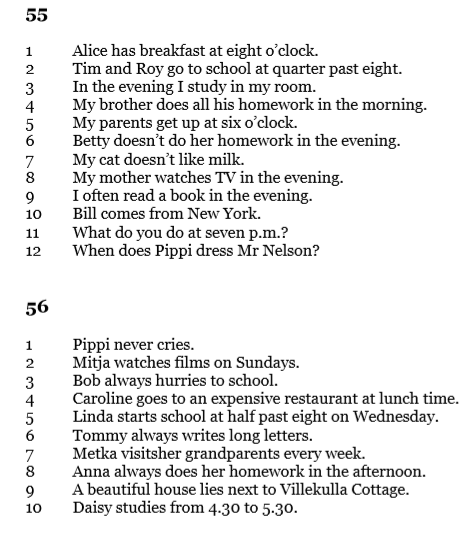 55
1 Alice has breakfast at eight o’clock.
2 Tim and Roy go to school at quarter past eight.
3 In the evening I study in my room.
4 My brother does all his homework in the morning.
5 My parents get up at six o’clock.
6 Betty doesn’t do her homework in the evening.
7 My cat doesn’t like milk.
8 My mother watches TV in the evening.
9 I often read a book in the evening.
10 Bill comes from New York.
11 What do you do at seven p.m.?
12 When does Pippi dress Mr Nelson?
56
1 Pippi never cries.
2 Mitja watches films on Sundays.
3 Bob always hurries to school.
4 Caroline goes to an expensive restaurant at lunch time.
5 Linda starts school at half past eight on Wednesday.
6 Tommy always writes long letters.
7 Metka visitsher grandparents every week.
8 Anna always does her homework in the afternoon.
9 A beautiful house lies next to Villekulla Cottage.
10 Daisy studies from 4.30 to 5.30.